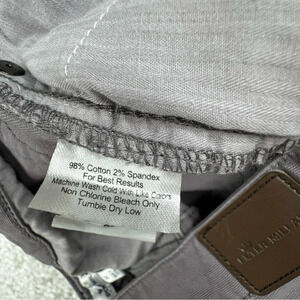 98% Cotton 2% Spandex
For Best Results
Machine Wash Cold With Like Colors
Non Chlorine Bleach Only
Tumble Dry Low